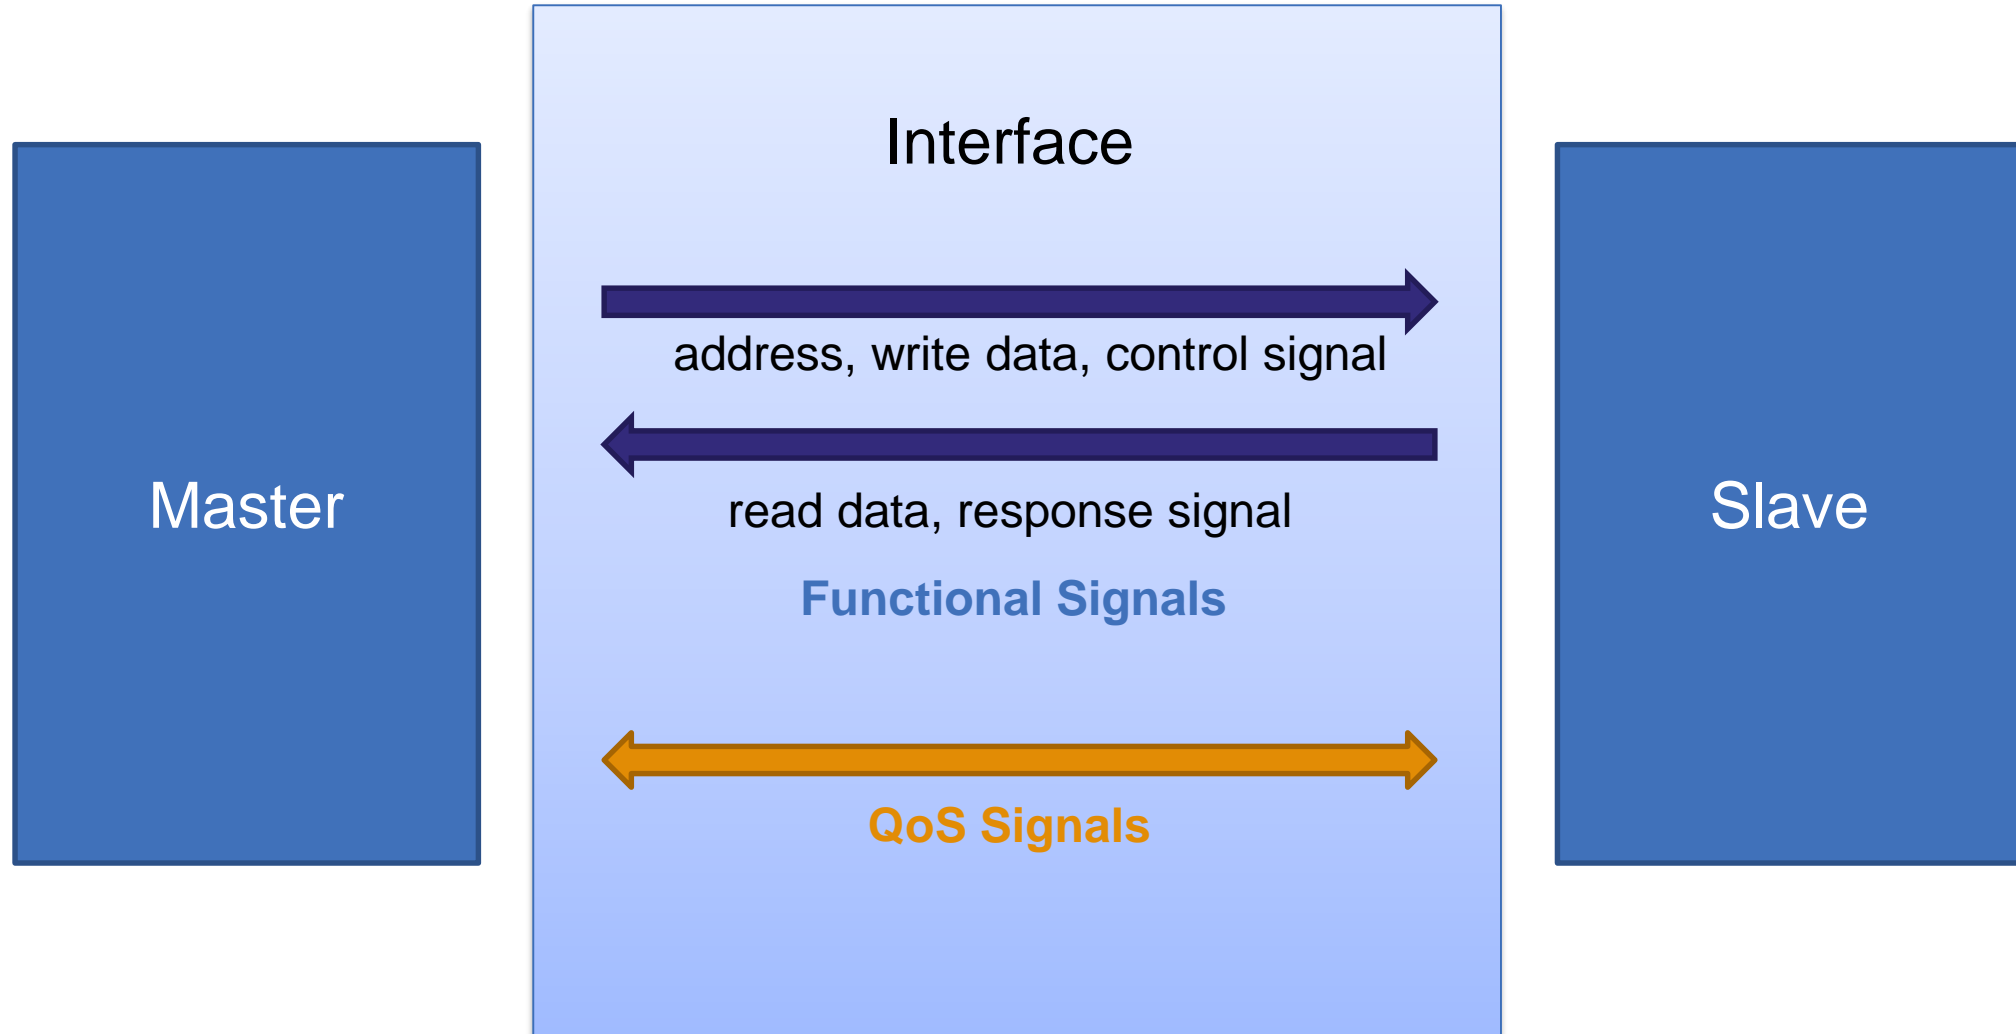 Interface
address, write data, control signal
Master
read data, response signal
Slave
Functional Signals
QoS Signals